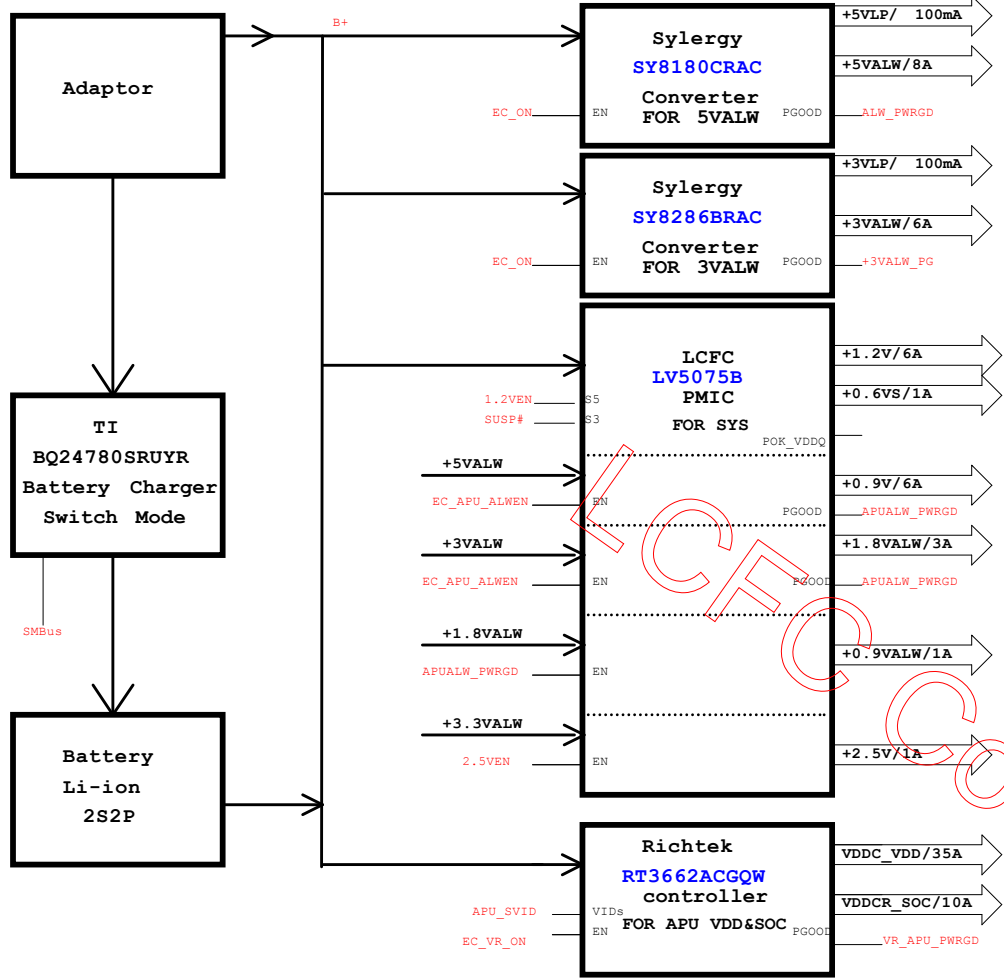 B+
Adaptor
Sylergy
SY8180CRAC
Converter
FOR 5VALW
EC_ON
EN
PGOOD
ALW_PWRGD
+5VLP/ 100mA
+5VALW/8A
Sylergy
SY8286BRAC
Converter
FOR 3VALW
EC_ON
EN
PGOOD
+3VALW_PG
+3VLP/ 100mA
+3VALW/6A
LCFC
LV5075B
PMIC
FOR SYS
1.2VEN
S5
SUSP#
S3
POK_VDDQ
+1.2V/6A
+0.6VS/1A
+5VALW
EC_APU_ALWEN
EN
PGOOD
+0.9V/6A
APUALW_PWRGD
+3VALW
EC_APU_ALWEN
EN
PGOOD
+1.8VALW/3A
APUALW_PWRGD
+1.8VALW
APUALW_PWRGD
EN
+0.9VALW/1A
+3.3VALW
2.5VEN
EN
+2.5V/1A
TI
BQ24780SRUYR
Battery Charger
Switch Mode
SMBus
Battery
Li-ion
2S2P
Richtek
RT3662ACGQW
controller
FOR APU VDD&SOC
APU_SVID
VIDs
EC_VR_ON
EN
PGOOD
VR_APU_PWRGD
VDDC_VDD/35A
VDDCR_SOC/10A
LCFC Co